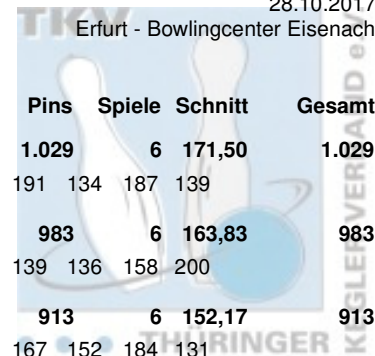 28.10.2017
TKV
Erfurt - Bowlingcenter Eisenach
Pins Spiele Schnitt Gesamt
1.029 6 171,50 1.029
191 134 187 139
983 6 163,83 983
139 136 158 200
913 6 152,17 913
167 152 184 131
THÜRINGER
KEGLERVERBAND e.V.